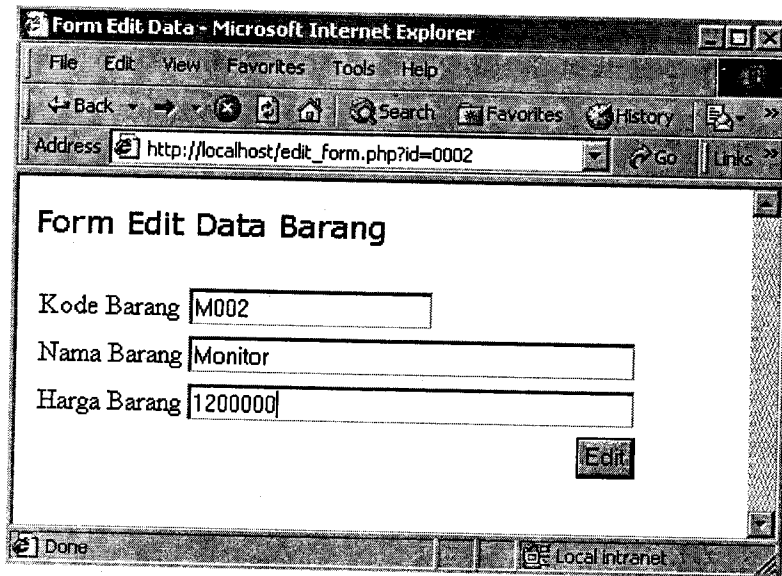 Form Edit Data - Microsoft Internet Explorer
File Edit View Favorites Tools Help
Back Search Favorites History
Address http://localhost/edit_form.php?id=0002 Go Links
Form Edit Data Barang
Kode Barang M002
Nama Barang Monitor
Harga Barang 1200000
Edit
Done Local intranet